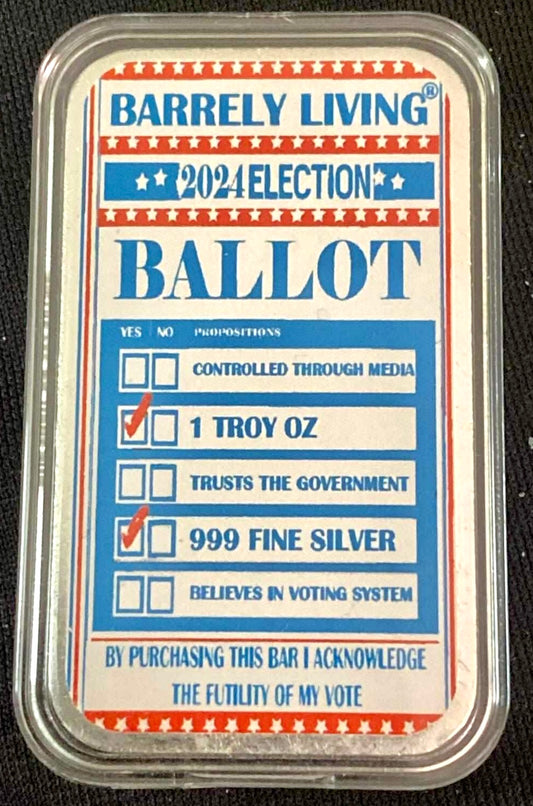 BARRELY LIVING®
2024 ELECTION
BALLOT
YES NO PROPOSITIONS
CONTROLLED THROUGH MEDIA
1 TROY OZ
TRUSTS THE GOVERNMENT
999 FINE SILVER
BELIEVES IN VOTING SYSTEM
BY PURCHASING THIS BAR I ACKNOWLEDGE
THE FUTILITY OF MY VOTE